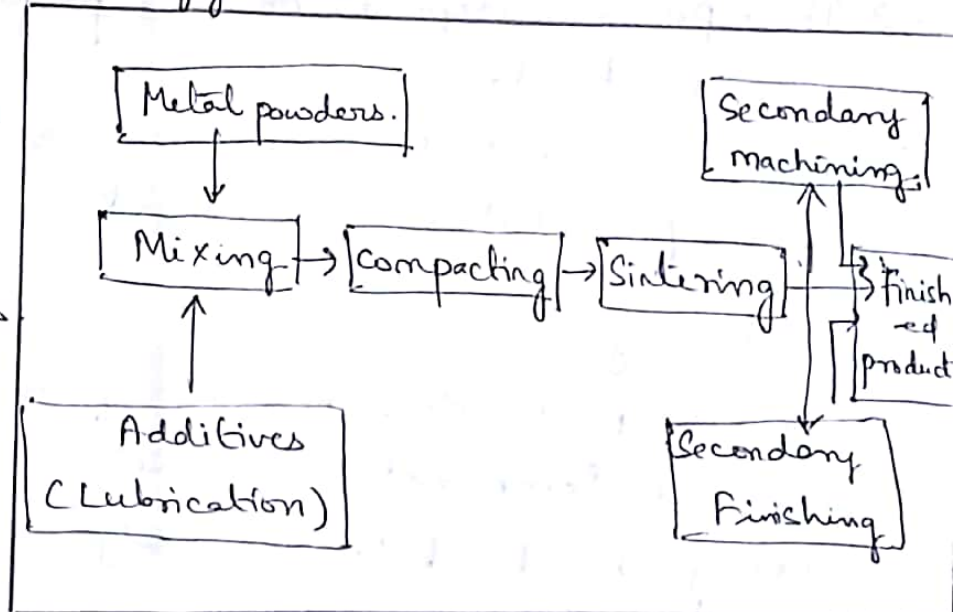 Metal powders.
Mixing
Compacting
Sintering
Secondary
machining
Finish
ed
product
Additives
(Lubrication)
Secondary
Finishing